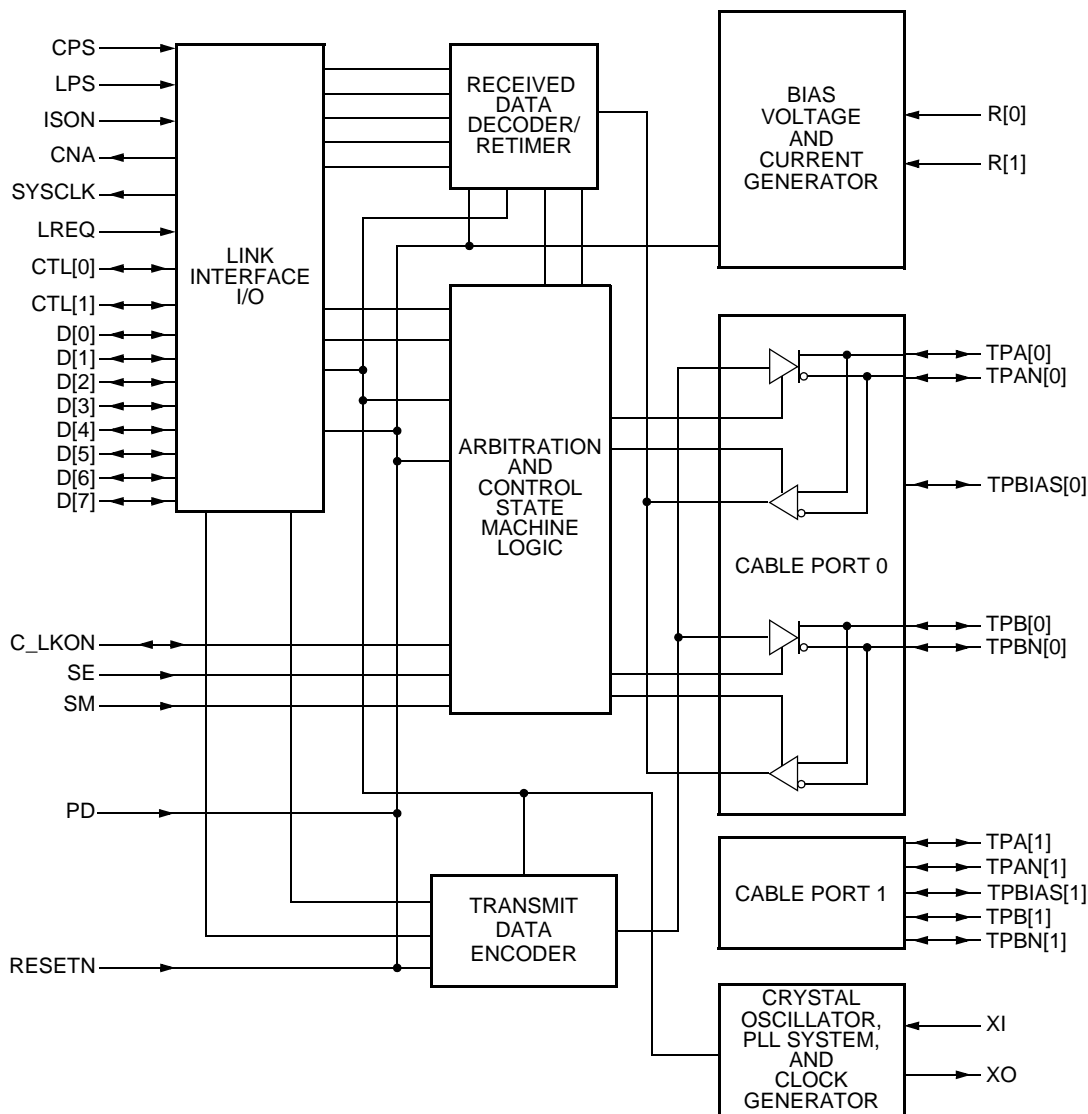 CPS
LPS
ISON
CNA
SYSCLK
LREQ
CTL[0]
CTL[1]
D[0]
D[1]
D[2]
D[3]
D[4]
D[5]
D[6]
D[7]
LINK
INTERFACE
I/O
RECEIVED
DATA
DECODER/
RETIMER
BIAS
VOLTAGE
AND
CURRENT
GENERATOR
R[0]
R[1]
ARBITRATION
AND
CONTROL
STATE
MACHINE
LOGIC
CABLE PORT 0
TPA[0]
TPAN[0]
TPBIAS[0]
TPB[0]
TPBN[0]
C_LKON
SE
SM
PD
RESETN
TRANSMIT
DATA
ENCODER
CABLE PORT 1
TPA[1]
TPAN[1]
TPBIAS[1]
TPB[1]
TPBN[1]
CRYSTAL
OSCILLATOR,
PLL SYSTEM,
AND
CLOCK
GENERATOR
XI
XO